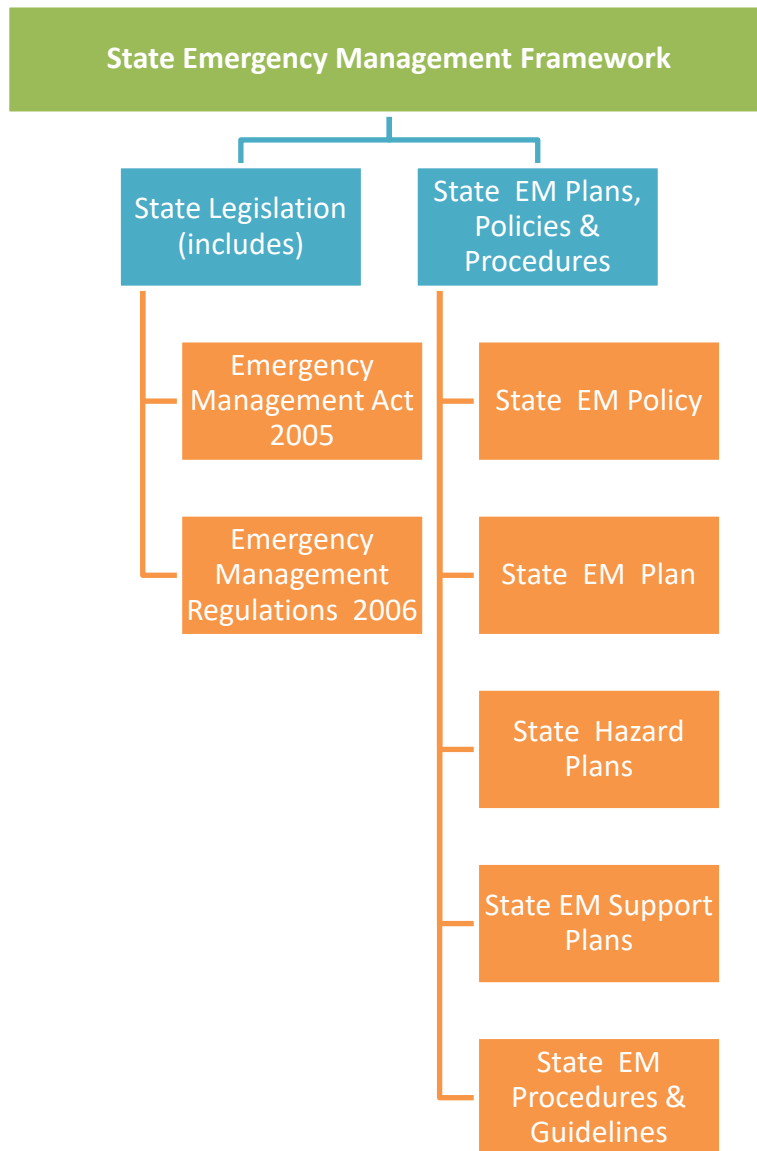 State Emergency Management Framework
State Legislation
(includes)
Emergency
Management Act
2005
Emergency
Management
Regulations 2006
State EM Plans,
Policies &
Procedures
State EM Policy
State EM Plan
State Hazard
Plans
State EM Support
Plans
State EM
Procedures &
Guidelines